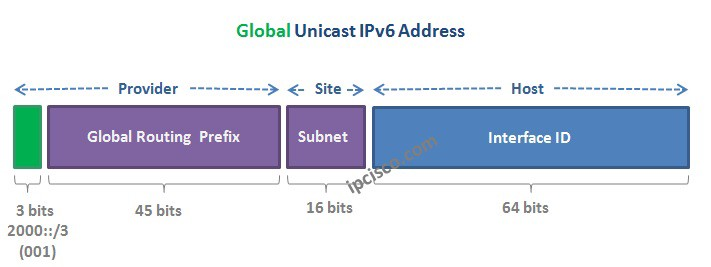 Global Unicast IPv6 Address
Provider Site Host
Global Routing Prefix Subnet Interface ID
ipcisco.com
3 bits 45 bits 16 bits 64 bits
2000::/3
(001)